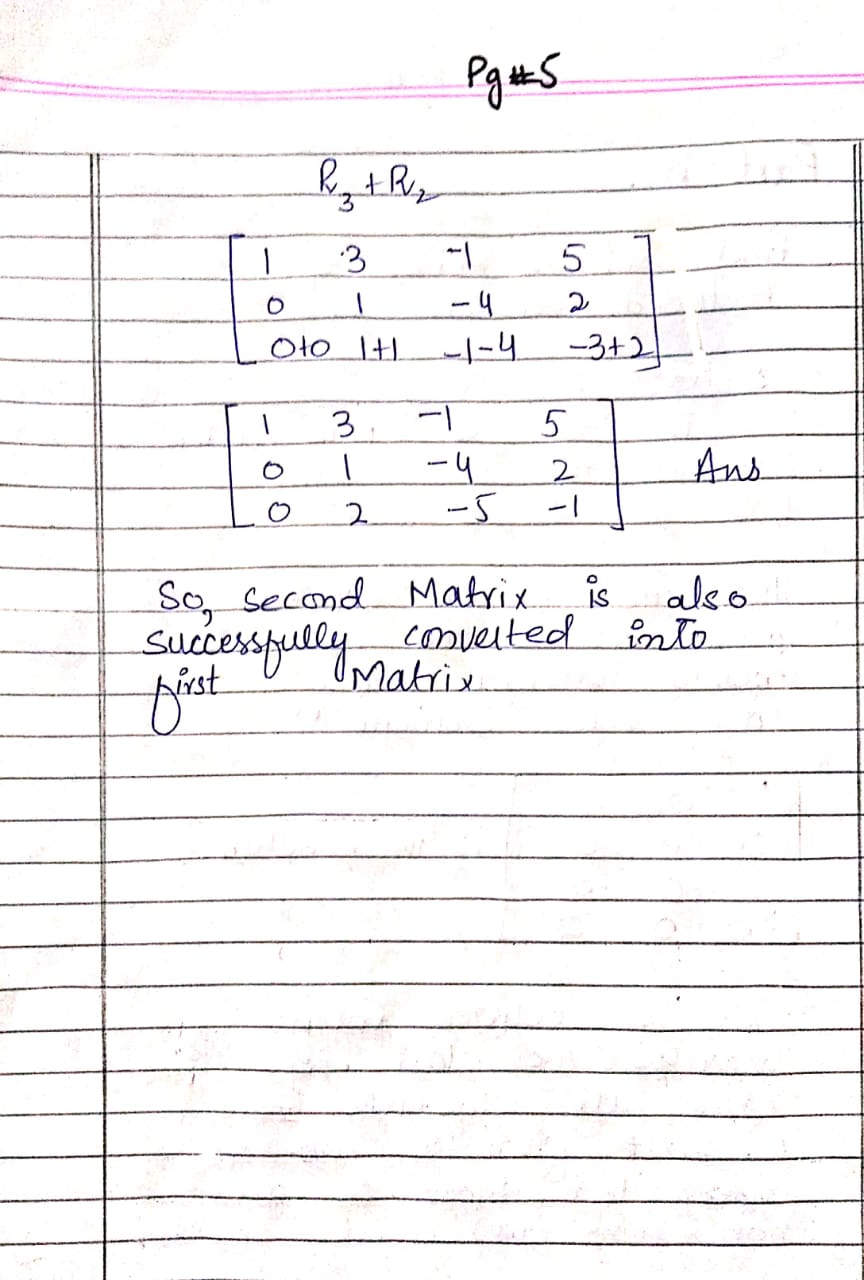 Pg #5
R3 + R2
1 3 -1 5
0 1 -4 2
0+0 1+1 -1-4 -3+2
1 3 -1 5
0 1 -4 2 Ans
0 2 -5 -1
So, Second Matrix is also
successfully converted into
first Matrix